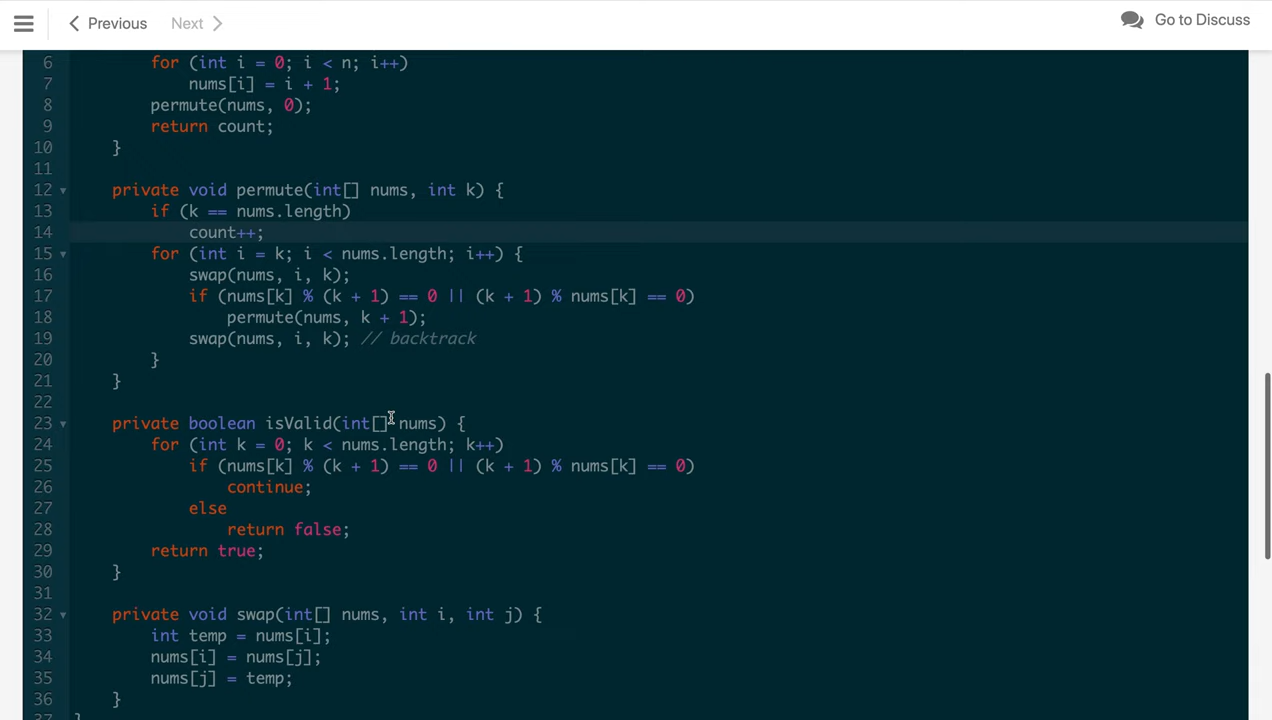 Previous Next Go to Discuss
6 for (int i = 0; i < n; i++)
7 nums[i] = i + 1;
8 permute(nums, 0);
9 return count;
10 }
11
12 private void permute(int[] nums, int k) {
13 if (k == nums.length)
14 count++;
15 for (int i = k; i < nums.length; i++) {
16 swap(nums, i, k);
17 if (nums[k] % (k + 1) == 0 || (k + 1) % nums[k] == 0)
18 permute(nums, k + 1);
19 swap(nums, i, k); // backtrack
20 }
21 }
22
23 private boolean isValid(int[] nums) {
24 for (int k = 0; k < nums.length; k++)
25 if (nums[k] % (k + 1) == 0 || (k + 1) % nums[k] == 0)
26 continue;
27 else
28 return false;
29 return true;
30 }
31
32 private void swap(int[] nums, int i, int j) {
33 int temp = nums[i];
34 nums[i] = nums[j];
35 nums[j] = temp;
36 }
37 }